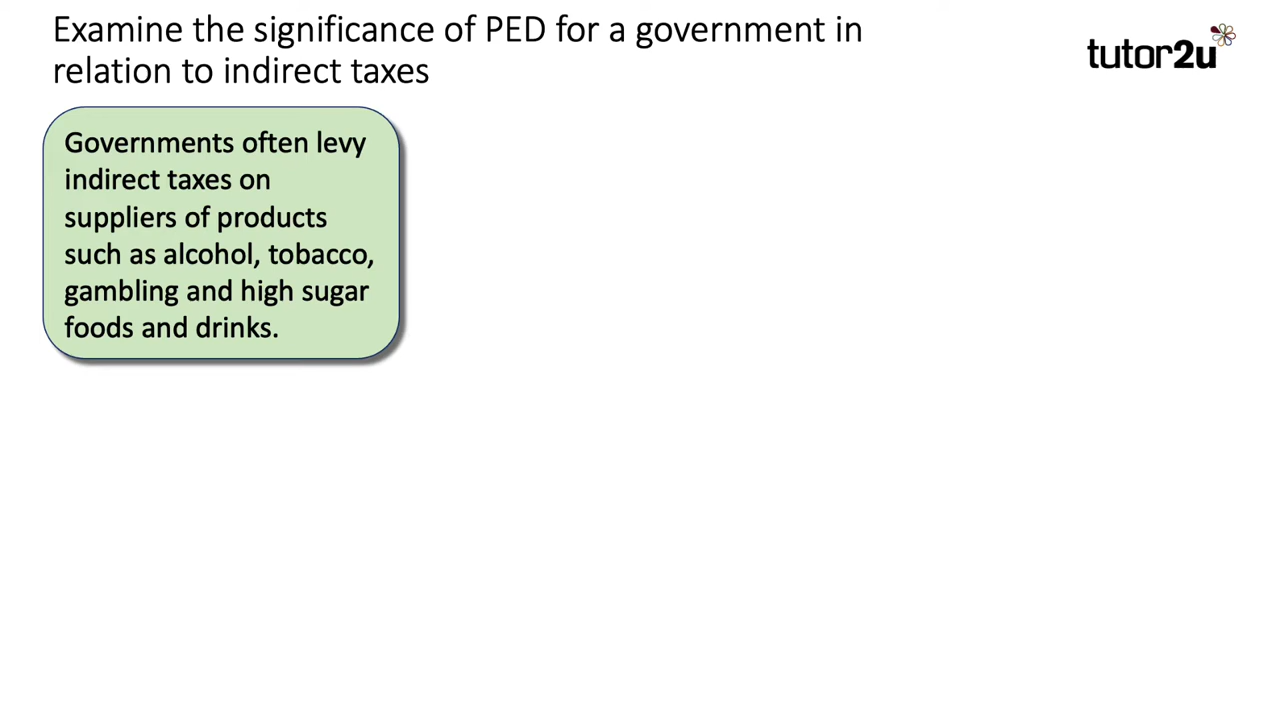 Examine the significance of PED for a government in
relation to indirect taxes
tutor2u
Governments often levy
indirect taxes on
suppliers of products
such as alcohol, tobacco,
gambling and high sugar
foods and drinks.